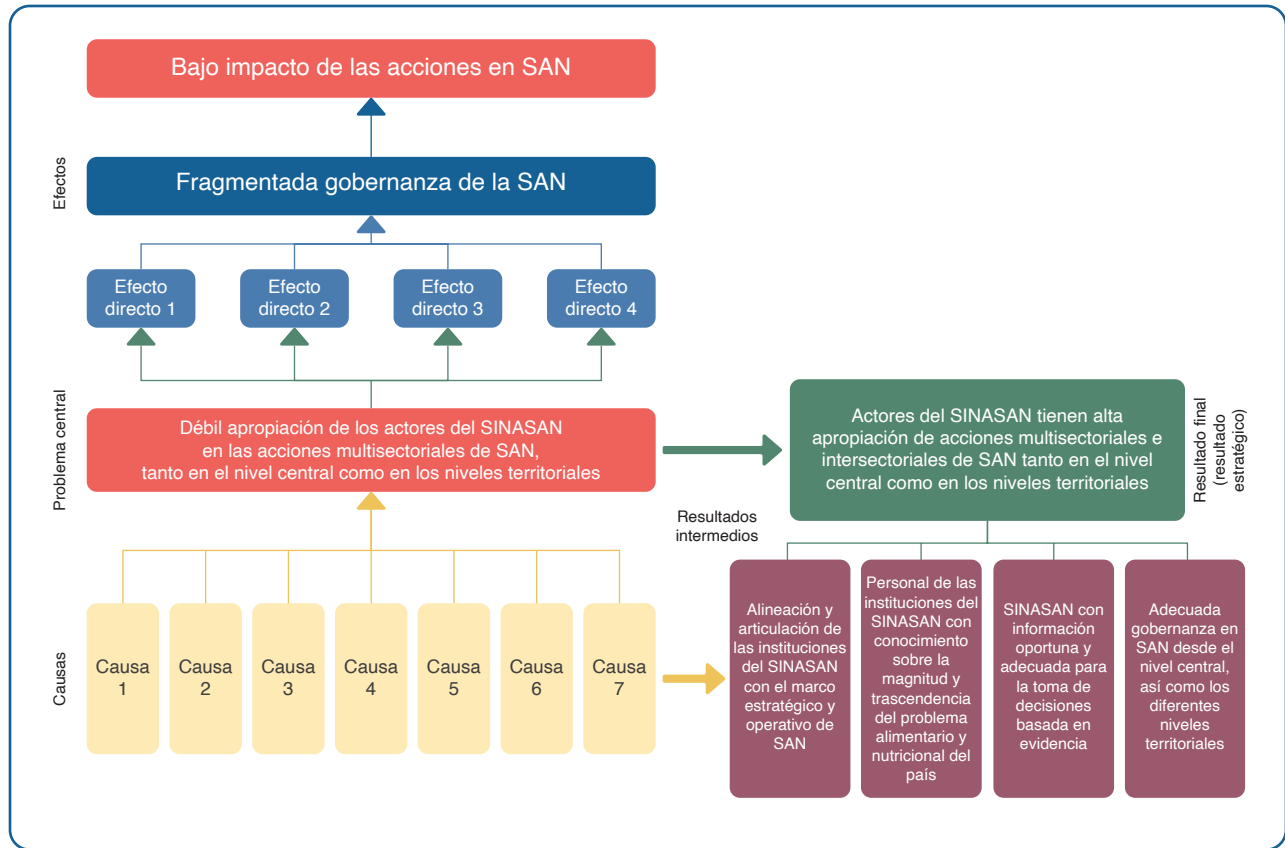 Bajo impacto de las acciones en SAN
Efectos
Fragmentada gobernanza de la SAN
Efecto
directo 1
Efecto
directo 2
Efecto
directo 3
Efecto
directo 4
Problema central
Débil apropiación de los actores del SINASAN
en las acciones multisectoriales de SAN,
tanto en el nivel central como en los niveles territoriales
Actores del SINASAN tienen alta
apropiación de acciones multisectoriales e
intersectoriales de SAN tanto en el nivel
central como en los niveles territoriales
Resultado final
(resultado
estratégico)
Resultados
intermedios
Causas
Causa
1
Causa
2
Causa
3
Causa
4
Causa
5
Causa
6
Causa
7
Alineación y
articulación de
las instituciones
del SINASAN
con el marco
estratégico y
operativo de
SAN
Personal de las
instituciones del
SINASAN con
conocimiento
sobre la
magnitud y
trascendencia
del problema
alimentario y
nutricional del
país
SINASAN con
información
oportuna y
adecuada para
la toma de
decisiones
basada en
evidencia
Adecuada
gobernanza en
SAN desde el
nivel central,
así como los
diferentes
niveles
territoriales